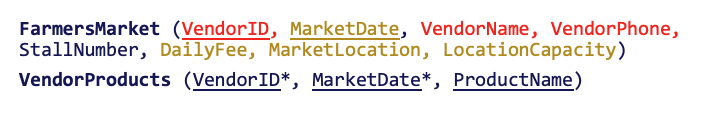 FarmersMarket (VendorID, MarketDate, VendorName, VendorPhone,
StallNumber, DailyFee, MarketLocation, LocationCapacity)
VendorProducts (VendorID*, MarketDate*, ProductName)